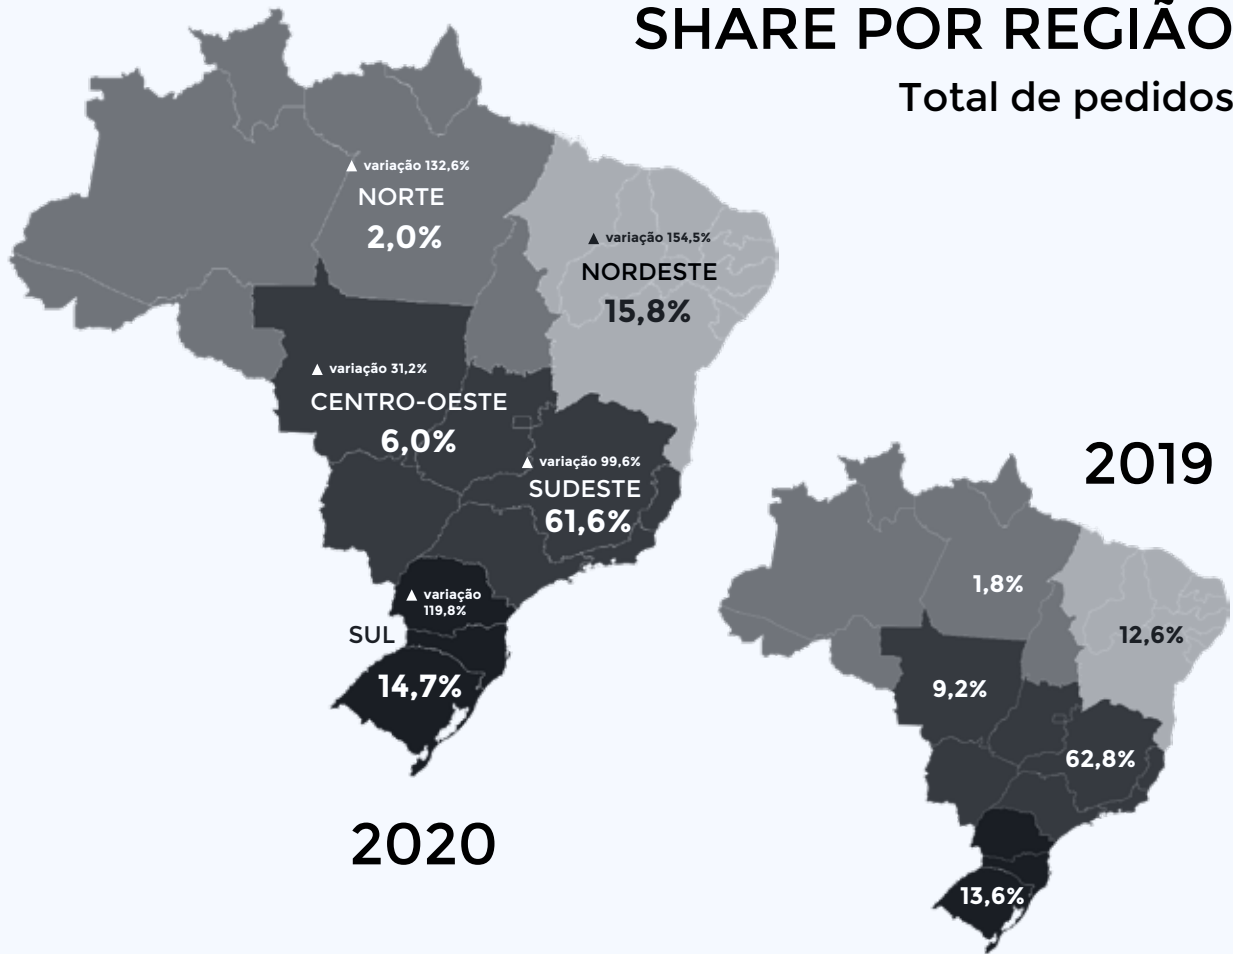 SHARE POR REGIÃO
Total de pedidos
▲ variação 132,6%
NORTE
2,0%
▲ variação 154,5%
NORDESTE
15,8%
▲ variação 31,2%
CENTRO-OESTE
6,0%
▲ variação 99,6%
SUDESTE
61,6%
▲ variação
119,8%
SUL
14,7%
2020
2019
1,8%
12,6%
9,2%
62,8%
13,6%